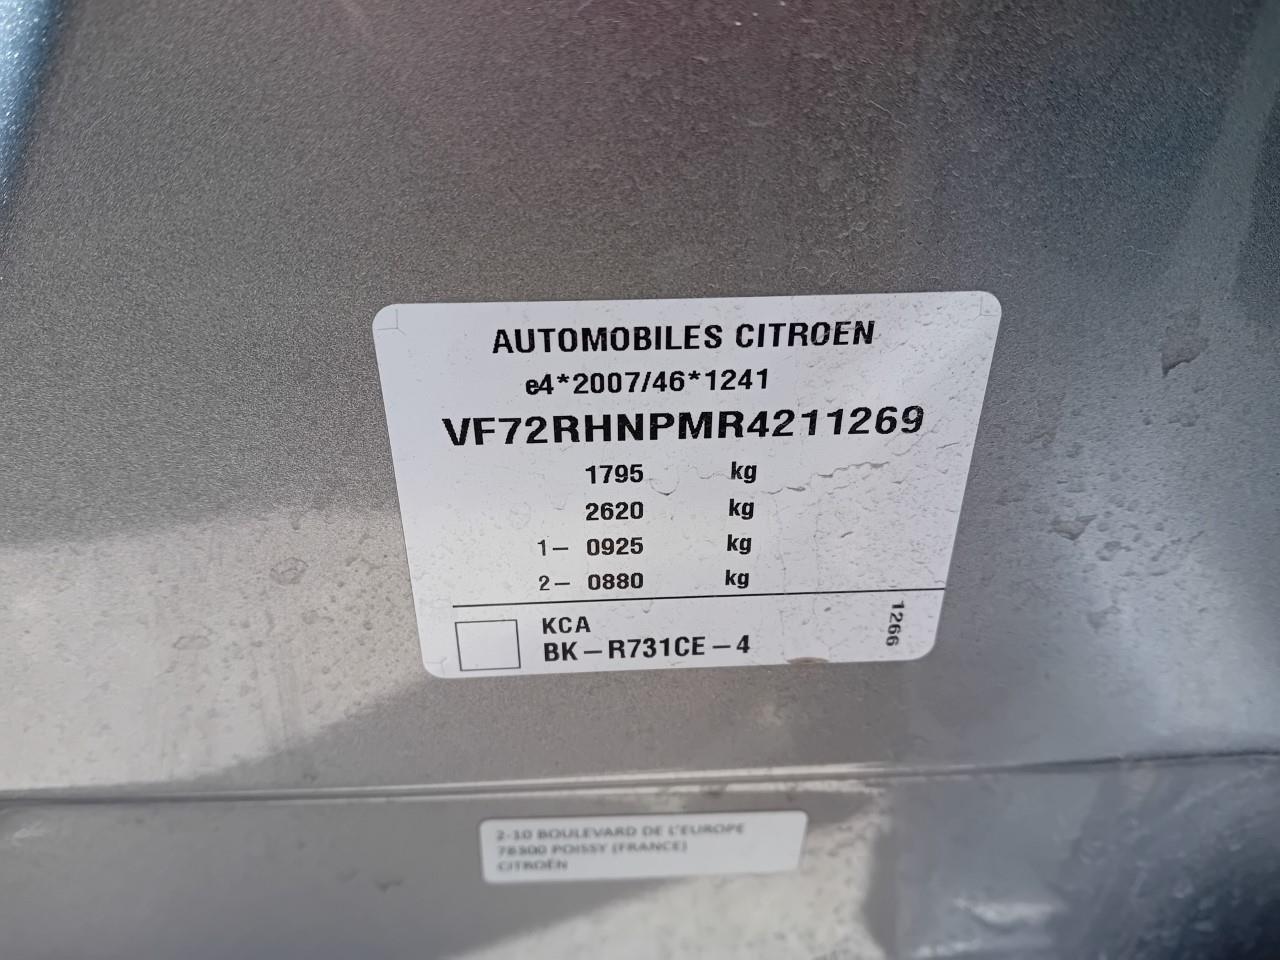 AUTOMOBILES CITROEN
e4*2007/46*1241
VF72RHNPMR4211269
1795 kg
2620 kg
1– 0925 kg
2– 0880 kg
KCA
BK – R731CE – 4
1266
2-10 BOULEVARD DE L'EUROPE
78300 POISSY (FRANCE)
CITROËN